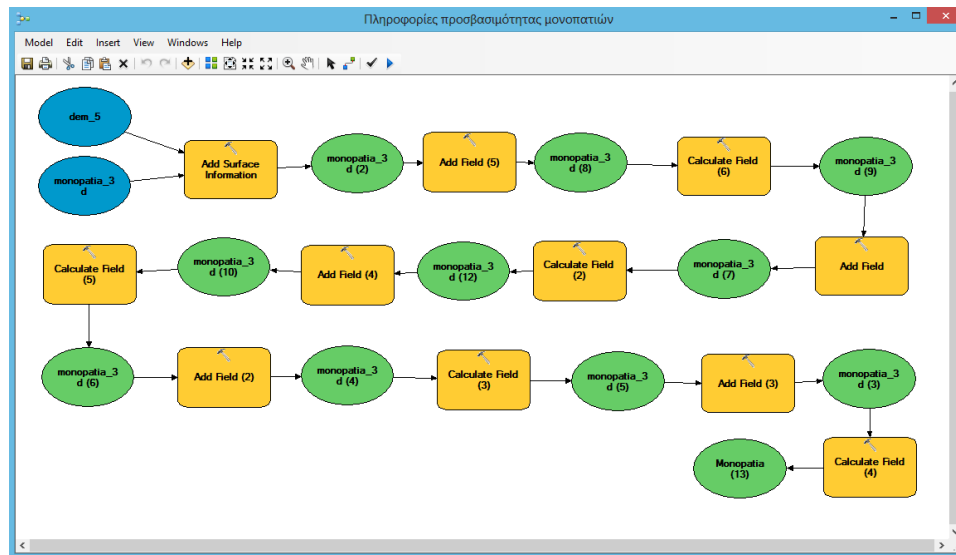 Πληροφορίες προσβασιμότητας μονοπατιών
Model Edit Insert View Windows Help
dem_5
monopatia_3
d
Add Surface
Information
monopatia_3
d (2)
Add Field (5)
monopatia_3
d (8)
Calculate Field
(6)
monopatia_3
d (9)
Calculate Field
(5)
monopatia_3
d (10)
Add Field (4)
monopatia_3
d (12)
Calculate Field
(2)
monopatia_3
d (7)
Add Field
monopatia_3
d (6)
Add Field (2)
monopatia_3
d (4)
Calculate Field
(3)
monopatia_3
d (5)
Add Field (3)
monopatia_3
d (3)
Monopatia
(13)
Calculate Field
(4)